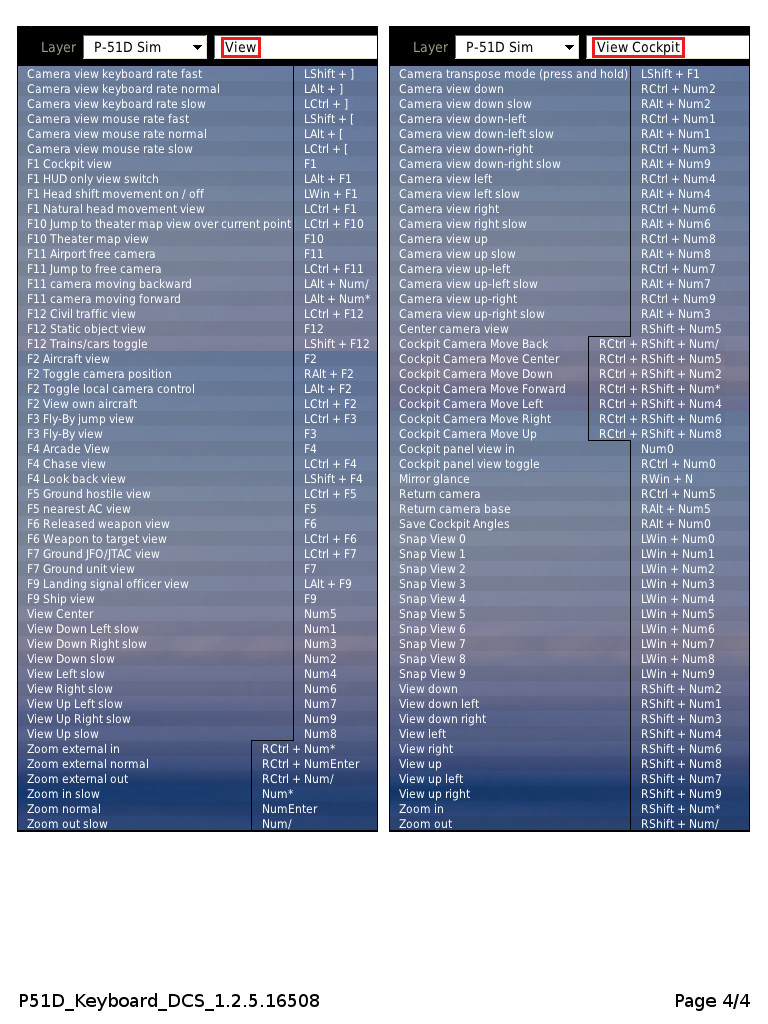 Layer P-51D Sim View
Camera view keyboard rate fast LShift + ]
Camera view keyboard rate normal LAlt + ]
Camera view keyboard rate slow LCtrl + ]
Camera view mouse rate fast LShift + [
Camera view mouse rate normal LAlt + [
Camera view mouse rate slow LCtrl + [
F1 Cockpit view F1
F1 HUD only view switch LAlt + F1
F1 Head shift movement on / off LWin + F1
F1 Natural head movement view LCtrl + F1
F10 Jump to theater map view over current point LCtrl + F10
F10 Theater map view F10
F11 Airport free camera F11
F11 Jump to free camera LCtrl + F11
F11 camera moving backward LAlt + Num/
F11 camera moving forward LAlt + Num*
F12 Civil traffic view LCtrl + F12
F12 Static object view F12
F12 Trains/cars toggle LShift + F12
F2 Aircraft view F2
F2 Toggle camera position RAlt + F2
F2 Toggle local camera control LAlt + F2
F2 View own aircraft LCtrl + F2
F3 Fly-By jump view LCtrl + F3
F3 Fly-By view F3
F4 Arcade View F4
F4 Chase view LCtrl + F4
F4 Look back view LShift + F4
F5 Ground hostile view LCtrl + F5
F5 nearest AC view F5
F6 Released weapon view F6
F6 Weapon to target view LCtrl + F6
F7 Ground JFO/JTAC view LCtrl + F7
F7 Ground unit view F7
F9 Landing signal officer view LAlt + F9
F9 Ship view F9
View Center Num5
View Down Left slow Num1
View Down Right slow Num3
View Down slow Num2
View Left slow Num4
View Right slow Num6
View Up Left slow Num7
View Up Right slow Num9
View Up slow Num8
Zoom external in RCtrl + Num*
Zoom external normal RCtrl + NumEnter
Zoom external out RCtrl + Num/
Zoom in slow Num*
Zoom normal NumEnter
Zoom out slow Num/
Layer P-51D Sim View Cockpit
Camera transpose mode (press and hold) LShift + F1
Camera view down RCtrl + Num2
Camera view down slow RAlt + Num2
Camera view down-left RCtrl + Num1
Camera view down-left slow RAlt + Num1
Camera view down-right RCtrl + Num3
Camera view down-right slow RAlt + Num9
Camera view left RCtrl + Num4
Camera view left slow RAlt + Num4
Camera view right RCtrl + Num6
Camera view right slow RAlt + Num6
Camera view up RCtrl + Num8
Camera view up slow RAlt + Num8
Camera view up-left RCtrl + Num7
Camera view up-left slow RAlt + Num7
Camera view up-right RCtrl + Num9
Camera view up-right slow RAlt + Num3
Center camera view RShift + Num5
Cockpit Camera Move Back RCtrl + RShift + Num/
Cockpit Camera Move Center RCtrl + RShift + Num5
Cockpit Camera Move Down RCtrl + RShift + Num2
Cockpit Camera Move Forward RCtrl + RShift + Num*
Cockpit Camera Move Left RCtrl + RShift + Num4
Cockpit Camera Move Right RCtrl + RShift + Num6
Cockpit Camera Move Up RCtrl + RShift + Num8
Cockpit panel view in Num0
Cockpit panel view toggle RCtrl + Num0
Mirror glance RWin + N
Return camera RCtrl + Num5
Return camera base RAlt + Num5
Save Cockpit Angles RAlt + Num0
Snap View 0 LWin + Num0
Snap View 1 LWin + Num1
Snap View 2 LWin + Num2
Snap View 3 LWin + Num3
Snap View 4 LWin + Num4
Snap View 5 LWin + Num5
Snap View 6 LWin + Num6
Snap View 7 LWin + Num7
Snap View 8 LWin + Num8
Snap View 9 LWin + Num9
View down RShift + Num2
View down left RShift + Num1
View down right RShift + Num3
View left RShift + Num4
View right RShift + Num6
View up RShift + Num8
View up left RShift + Num7
View up right RShift + Num9
Zoom in RShift + Num*
Zoom out RShift + Num/
P51D_Keyboard_DCS_1.2.5.16508 Page 4/4